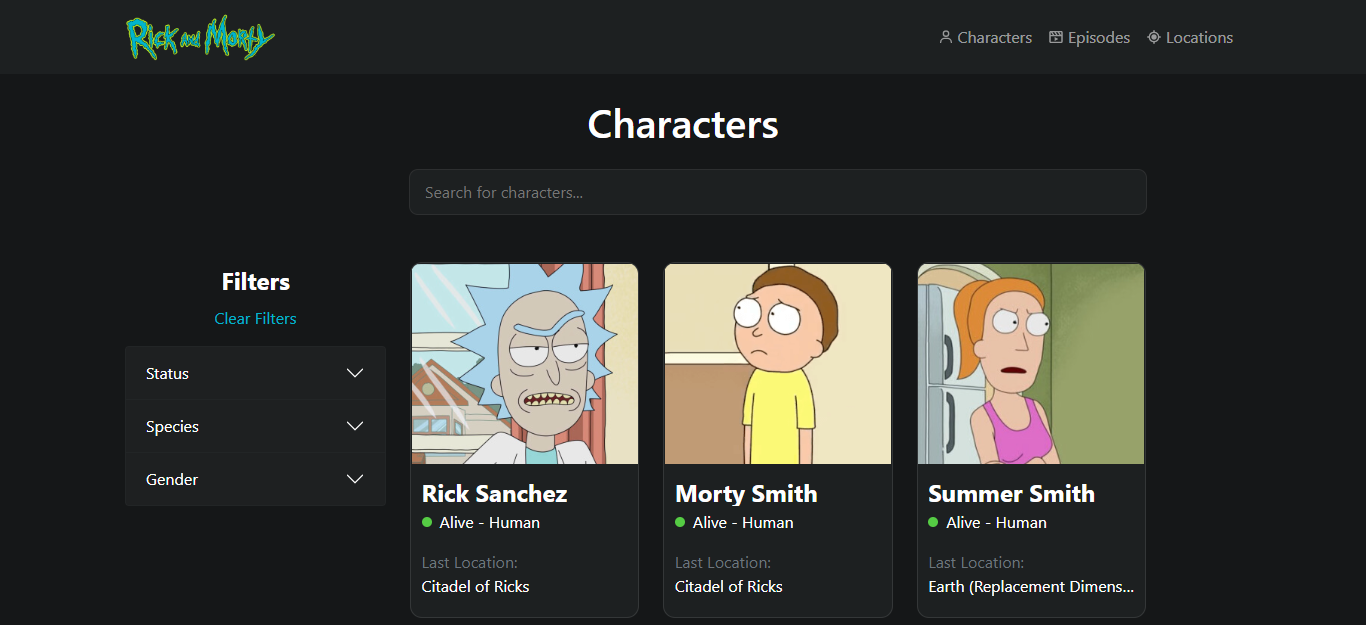 Rick and Morty
Characters Episodes Locations
Characters
Search for characters...
Filters
Clear Filters
Status
Species
Gender
Rick Sanchez
Alive - Human
Last Location:
Citadel of Ricks
Morty Smith
Alive - Human
Last Location:
Citadel of Ricks
Summer Smith
Alive - Human
Last Location:
Earth (Replacement Dimens...